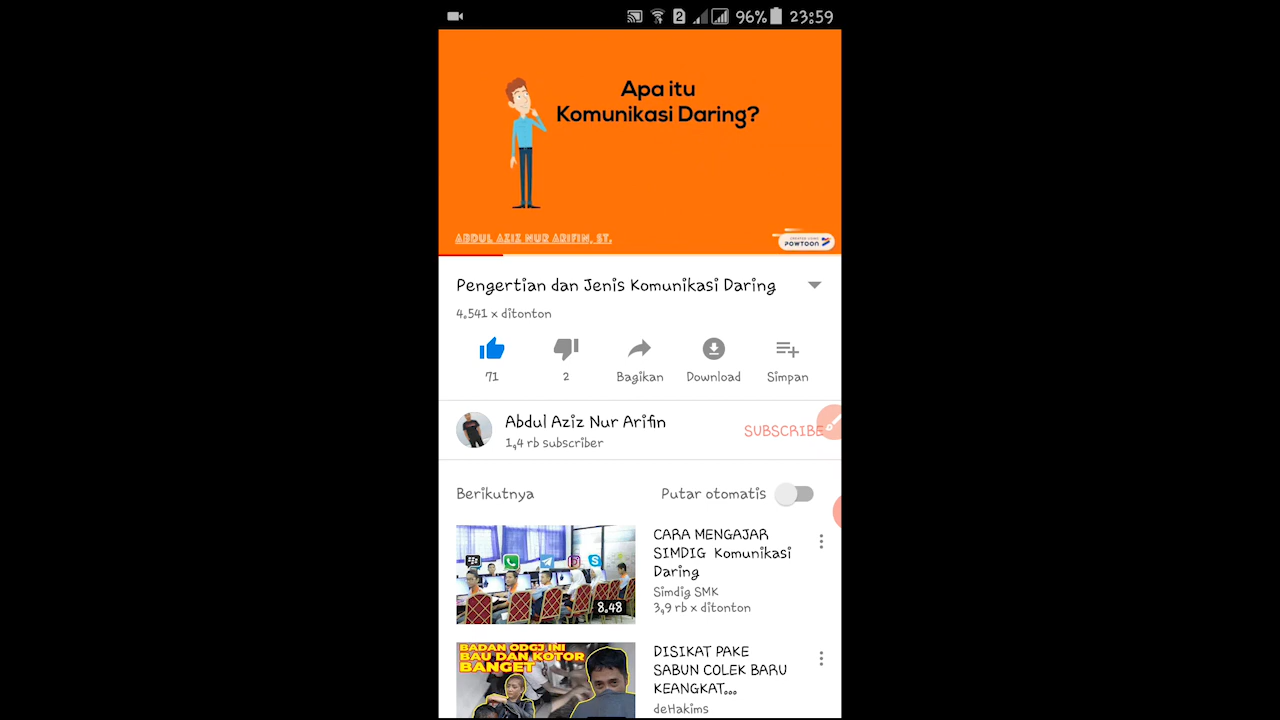 2 96% 23:59
Apa itu
Komunikasi Daring?
ABDUL AZIZ NUR ARIFIN, ST.
CREATED USING
POWTOON
Pengertian dan Jenis Komunikasi Daring
4,541 x ditonton
71 2 Bagikan Download Simpan
Abdul Aziz Nur Arifin
1,4 rb subscriber
SUBSCRIBE
Berikutnya
Putar otomatis
8.48
CARA MENGAJAR
SIMDIG Komunikasi
Daring
Simdig SMK
3,9 rb x ditonton
BADAN ODGJ INI
BAU DAN KOTOR
BANGET
DISIKAT PAKE
SABUN COLEK BARU
KEANGKAT...
deHakims